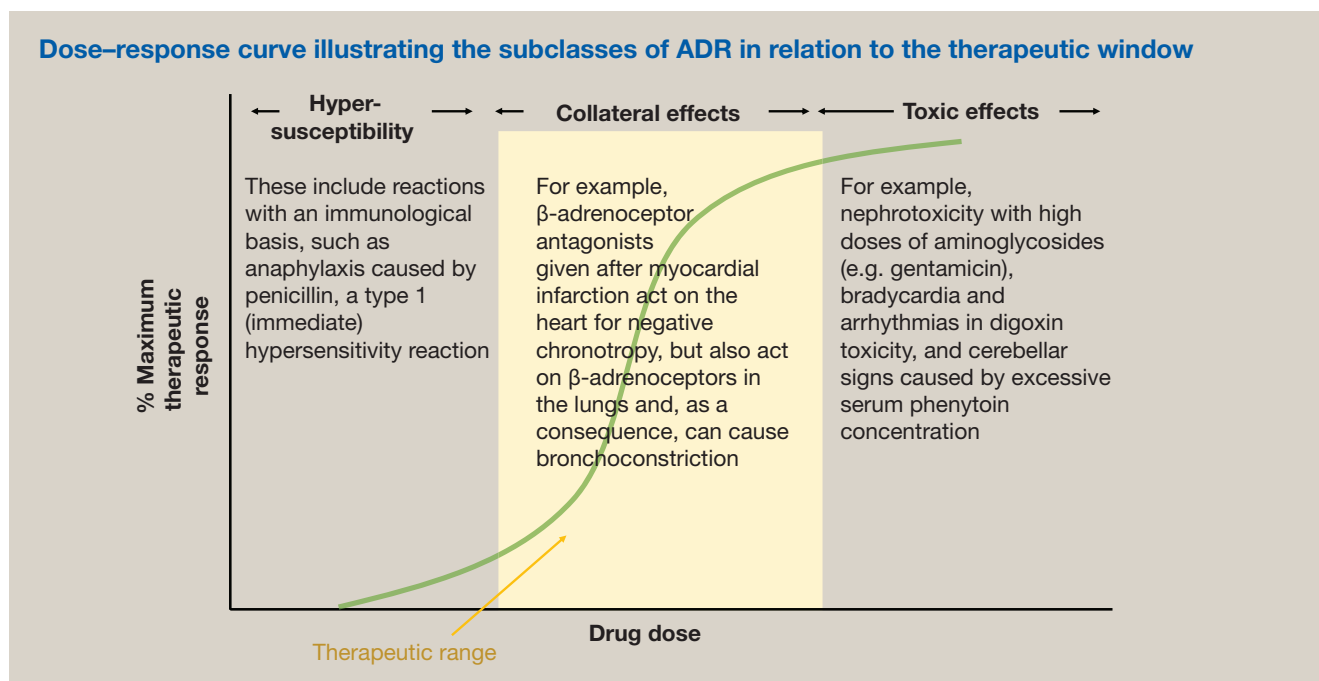 Dose–response curve illustrating the subclasses of ADR in relation to the therapeutic window
Hyper-
susceptibility
Collateral effects
Toxic effects
These include reactions
with an immunological
basis, such as
anaphylaxis caused by
penicillin, a type 1
(immediate)
hypersensitivity reaction
For example,
β-adrenoceptor
antagonists
given after myocardial
infarction act on the
heart for negative
chronotropy, but also act
on β-adrenoceptors in
the lungs and, as a
consequence, can cause
bronchoconstriction
For example,
nephrotoxicity with high
doses of aminoglycosides
(e.g. gentamicin),
bradycardia and
arrhythmias in digoxin
toxicity, and cerebellar
signs caused by excessive
serum phenytoin
concentration
% Maximum
therapeutic
response
Drug dose
Therapeutic range